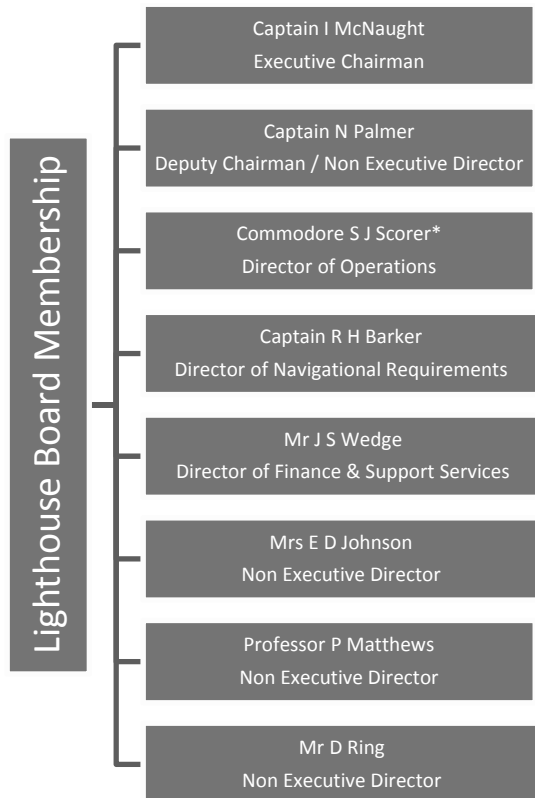 Lighthouse Board Membership
Captain I McNaught
Executive Chairman
Captain N Palmer
Deputy Chairman / Non Executive Director
Commodore S J Scorer*
Director of Operations
Captain R H Barker
Director of Navigational Requirements
Mr J S Wedge
Director of Finance & Support Services
Mrs E D Johnson
Non Executive Director
Professor P Matthews
Non Executive Director
Mr D Ring
Non Executive Director